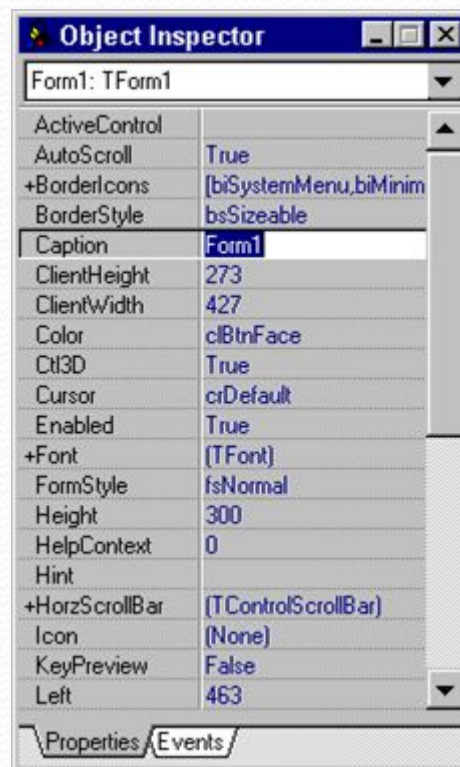 Object Inspector
Form1: TForm1
ActiveControl
AutoScroll True
+BorderIcons [biSystemMenu,biMinim
BorderStyle bsSizeable
Caption Form1
ClientHeight 273
ClientWidth 427
Color clBtnFace
Ctl3D True
Cursor crDefault
Enabled True
+Font (TFont)
FormStyle fsNormal
Height 300
HelpContext 0
Hint
+HorzScrollBar (TControlScrollBar)
Icon (None)
KeyPreview False
Left 463
Properties Events